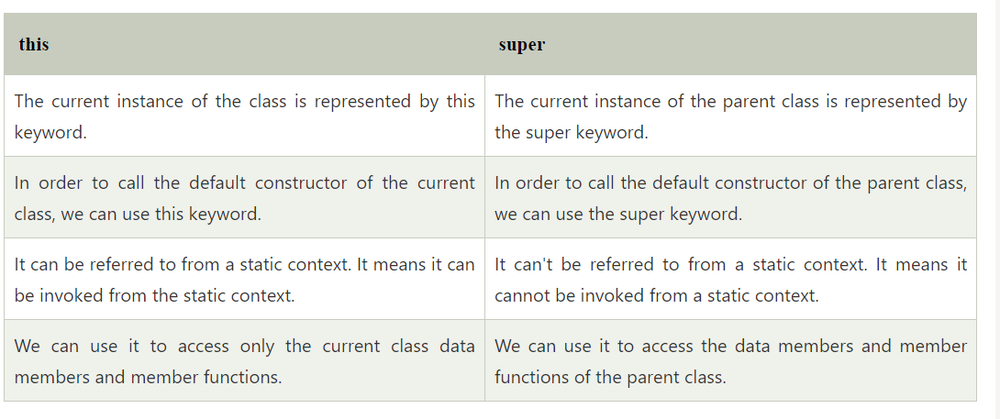 this
super
The current instance of the class is represented by this
keyword.
The current instance of the parent class is represented by
the super keyword.
In order to call the default constructor of the current
class, we can use this keyword.
In order to call the default constructor of the parent class,
we can use the super keyword.
It can be referred to from a static context. It means it can
be invoked from the static context.
It can't be referred to from a static context. It means it
cannot be invoked from a static context.
We can use it to access only the current class data
members and member functions.
We can use it to access the data members and member
functions of the parent class.